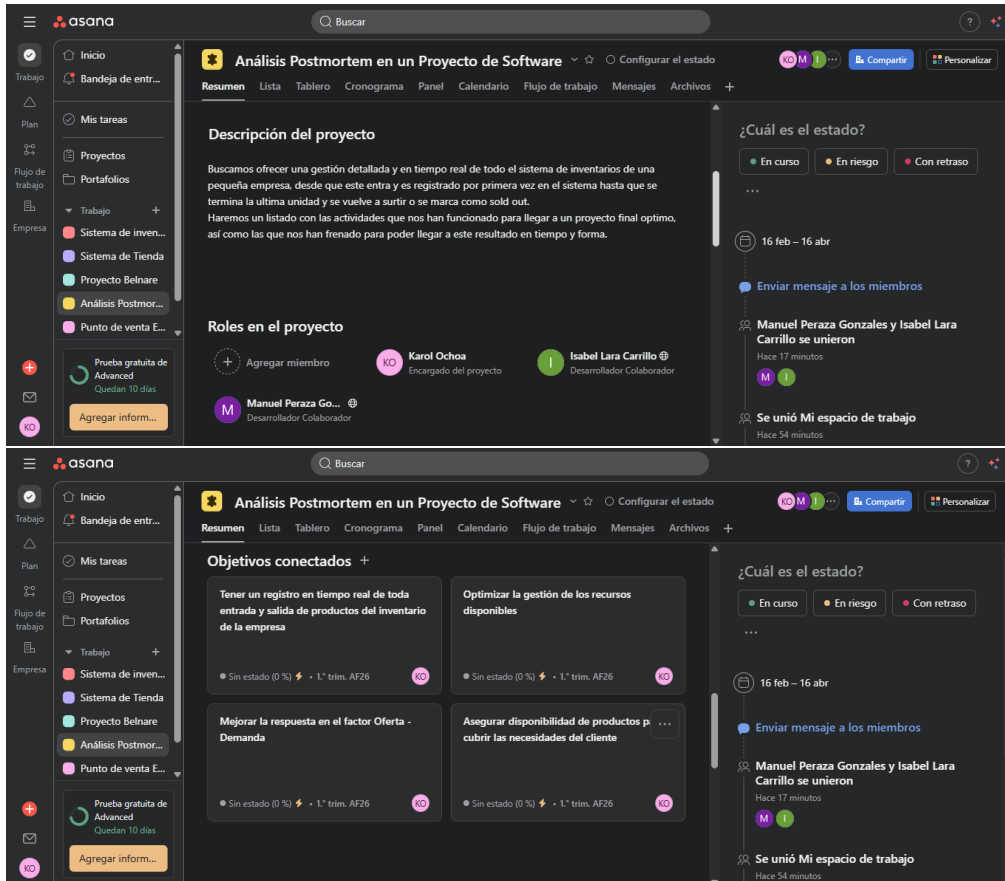 asana
Buscar
?
Trabajo
Plan
Flujo de
trabajo
Empresa
KO
Inicio
Bandeja de entr...
Mis tareas
Proyectos
Portafolios
Trabajo +
Sistema de inven...
Sistema de Tienda
Proyecto Belnare
Análisis Postmor...
Punto de venta E...
Prueba gratuita de
Advanced
Quedan 10 días
Agregar inform...
Análisis Postmortem en un Proyecto de Software
Configurar el estado
KO M I ...
Compartir
Personalizar
Resumen Lista Tablero Cronograma Panel Calendario Flujo de trabajo Mensajes Archivos +
Descripción del proyecto
Buscamos ofrecer una gestión detallada y en tiempo real de todo el sistema de inventarios de una
pequeña empresa, desde que este entra y es registrado por primera vez en el sistema hasta que se
termina la ultima unidad y se vuelve a surtir o se marca como sold out.
Haremos un listado con las actividades que nos han funcionado para llegar a un proyecto final optimo,
así como las que nos han frenado para poder llegar a este resultado en tiempo y forma.
Roles en el proyecto
+ Agregar miembro
KO Karol Ochoa
Encargado del proyecto
I Isabel Lara Carrillo
Desarrollador Colaborador
M Manuel Peraza Go...
Desarrollador Colaborador
¿Cuál es el estado?
En curso
En riesgo
Con retraso
...
16 feb – 16 abr
Enviar mensaje a los miembros
Manuel Peraza Gonzales y Isabel Lara
Carrillo se unieron
Hace 17 minutos
M I
Se unió Mi espacio de trabajo
Hace 54 minutos
asana
Buscar
?
Trabajo
Plan
Flujo de
trabajo
Empresa
KO
Inicio
Bandeja de entr...
Mis tareas
Proyectos
Portafolios
Trabajo +
Sistema de inven...
Sistema de Tienda
Proyecto Belnare
Análisis Postmor...
Punto de venta E...
Prueba gratuita de
Advanced
Quedan 10 días
Agregar inform...
Análisis Postmortem en un Proyecto de Software
Configurar el estado
KO M I ...
Compartir
Personalizar
Resumen Lista Tablero Cronograma Panel Calendario Flujo de trabajo Mensajes Archivos +
Objetivos conectados +
Tener un registro en tiempo real de toda
entrada y salida de productos del inventario
de la empresa
Sin estado (0 %) • 1.° trim. AF26 KO
Optimizar la gestión de los recursos
disponibles
Sin estado (0 %) • 1.° trim. AF26 KO
Mejorar la respuesta en el factor Oferta -
Demanda
Sin estado (0 %) • 1.° trim. AF26 KO
Asegurar disponibilidad de productos p ...
cubrir las necesidades del cliente
Sin estado (0 %) • 1.° trim. AF26 KO
¿Cuál es el estado?
En curso
En riesgo
Con retraso
...
16 feb – 16 abr
Enviar mensaje a los miembros
Manuel Peraza Gonzales y Isabel Lara
Carrillo se unieron
Hace 17 minutos
M I
Se unió Mi espacio de trabajo
Hace 54 minutos